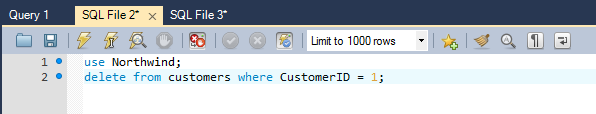 Query 1 SQL File 2* SQL File 3*
Limit to 1000 rows
1 use Northwind;
2 delete from customers where CustomerID = 1;